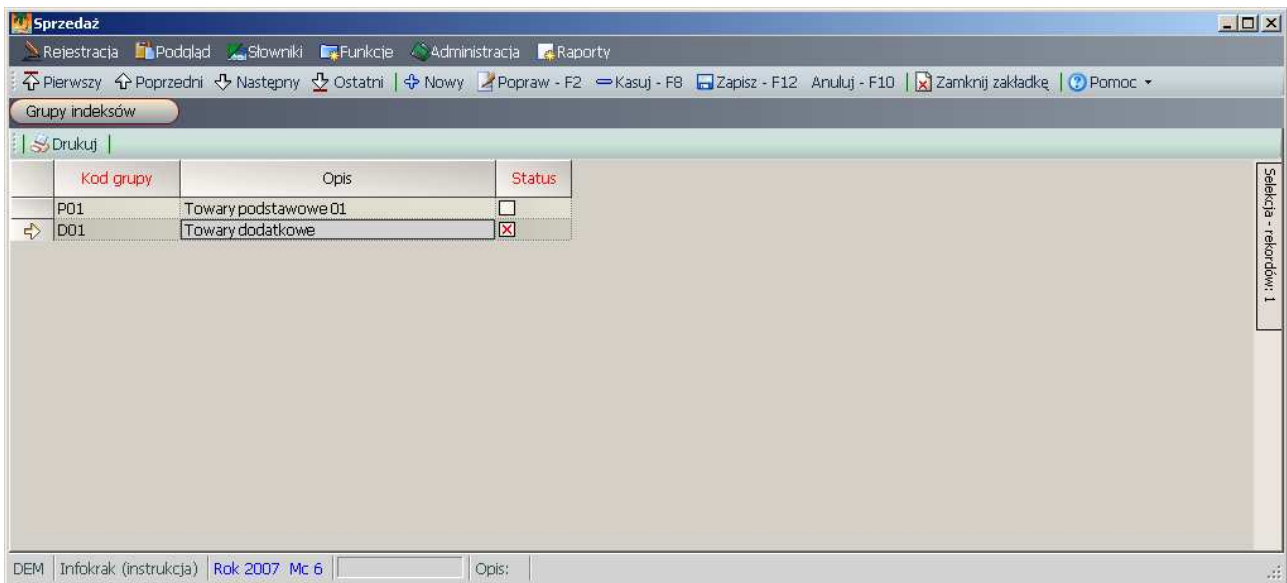 Sprzedaż
Rejestracja Podgląd Słowniki Funkcje Administracja Raporty
Pierwszy Poprzedni Następny Ostatni Nowy Popraw - F2 Kasuj - F8 Zapisz - F12 Anuluj - F10 Zamknij zakładkę Pomoc
Grupy indeksów
Drukuj
Kod grupy Opis Status
P01 Towary podstawowe 01
D01 Towary dodatkowe
Selekcja - rekordów: 1
DEM Infokrak (instrukcja) Rok 2007 Mc 6 Opis: